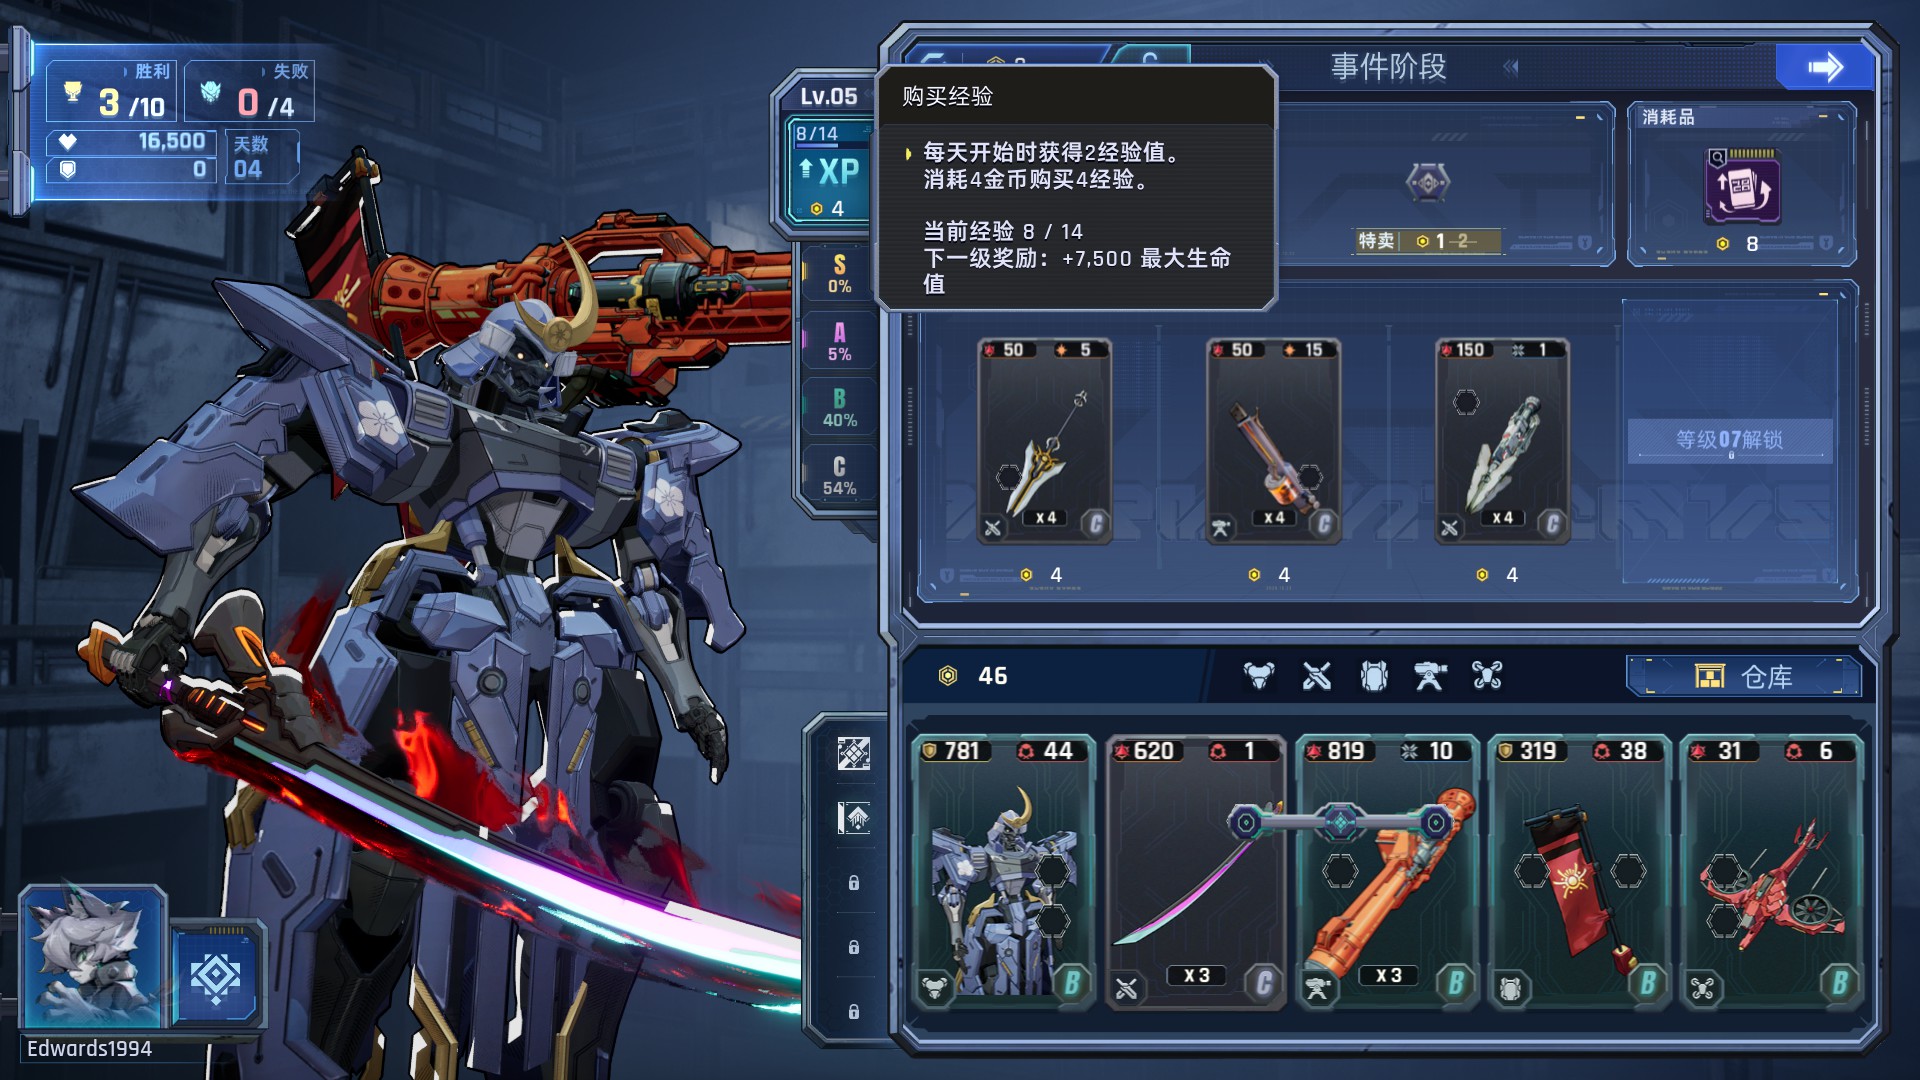 胜利
3 /10
失败
0 /4
16,500
0
天数
04
Lv.05
8/14
XP
4
S
0%
A
5%
B
40%
C
54%
购买经验
每天开始时获得2经验值。
消耗4金币购买4经验。
当前经验 8 / 14
下一级奖励：+7,500 最大生命
值
事件阶段
特卖 1 2
消耗品
8
50 5
x4 C
4
50 15
x4 C
4
150 1
x4 C
4
等级07解锁
46
仓库
781 44
B
620 1
x3 C
819 10
x3 B
319 38
B
31 6
B
Edwards1994